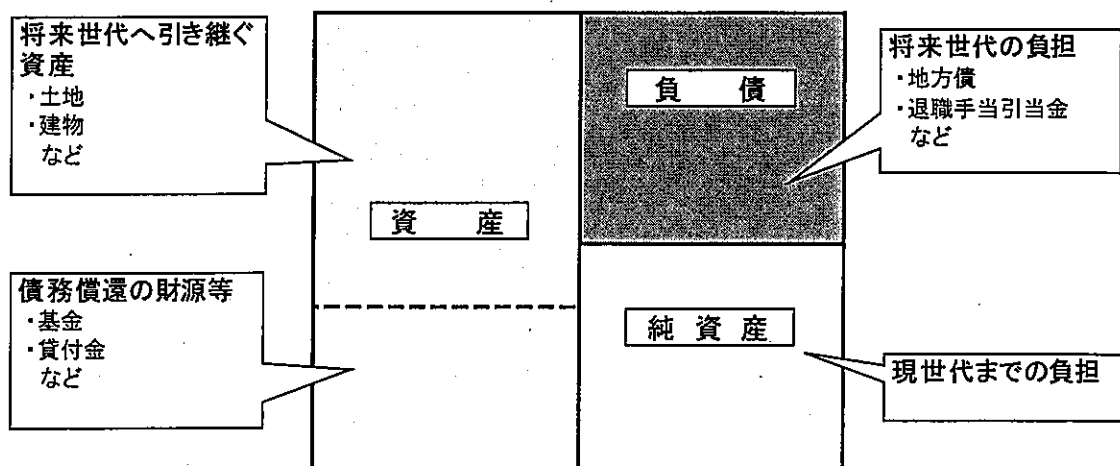 将来世代へ引き継ぐ
資産
・土地
・建物
など
債務償還の財源等
・基金
・貸付金
など
資 産
負 債
純 資 産
将来世代の負担
・地方債
・退職手当引当金
など
現世代までの負担